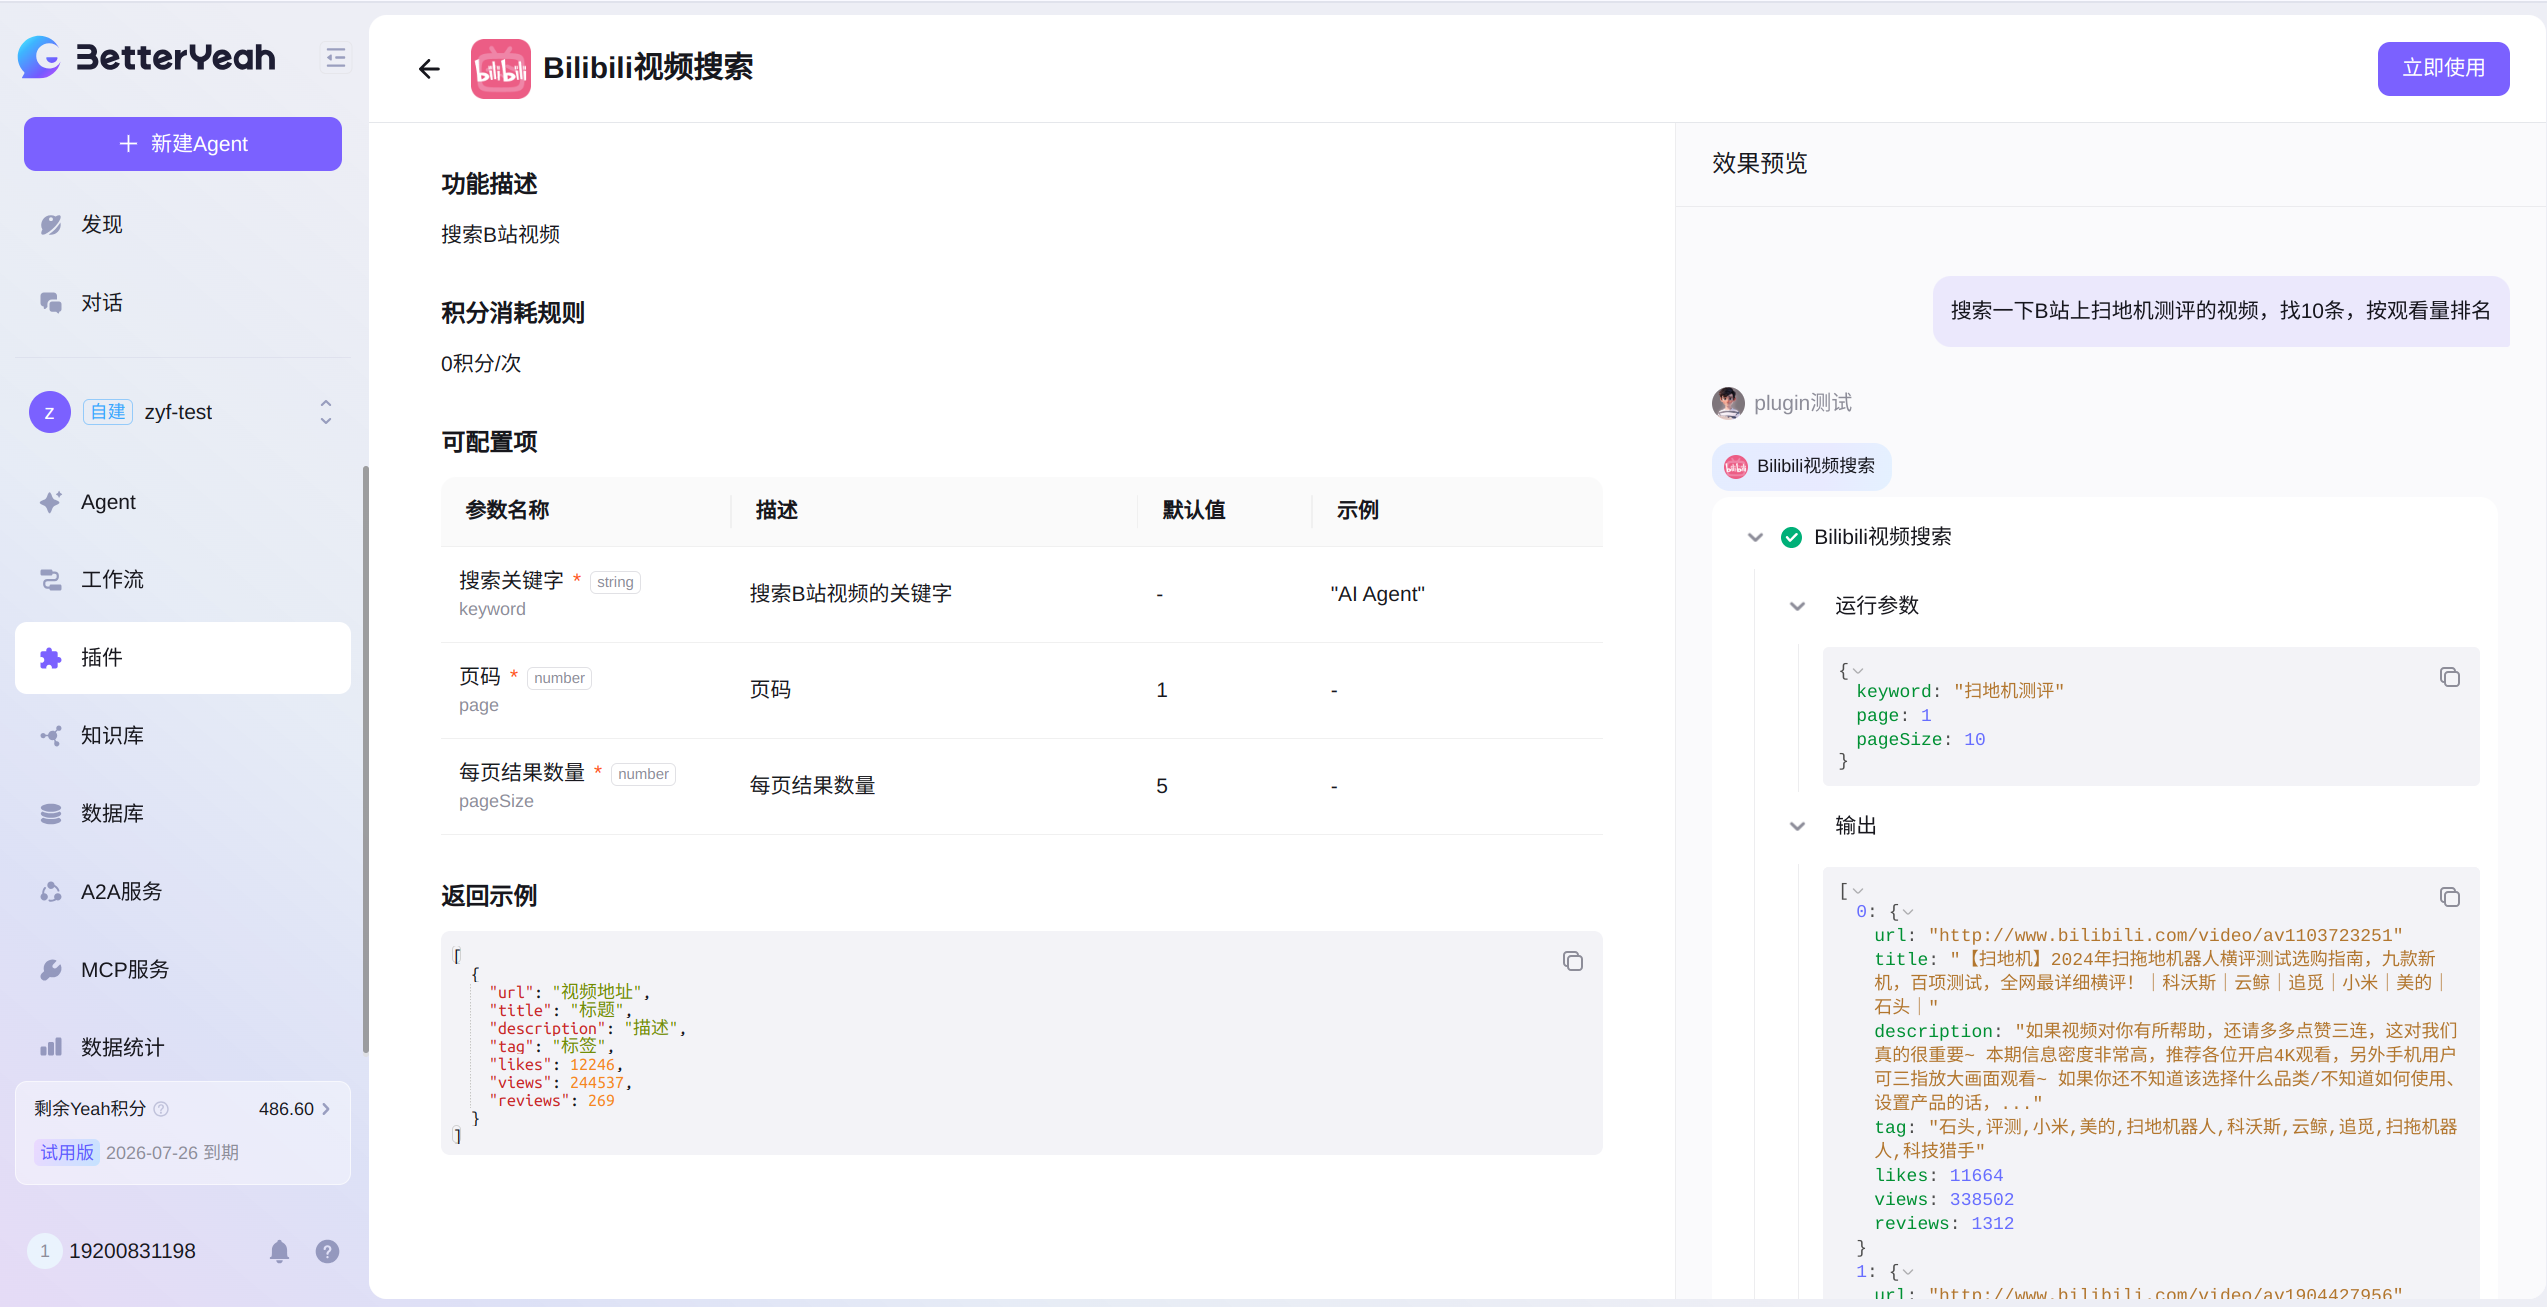 BetterYeah
新建Agent
发现
对话
z
自建
zyf-test
Agent
工作流
插件
知识库
数据库
A2A服务
MCP服务
数据统计
剩余Yeah积分
486.60
试用版
2026-07-26 到期
1
19200831198
bilibili
Bilibili视频搜索
立即使用
功能描述
搜索B站视频
积分消耗规则
0积分/次
可配置项
参数名称 描述 默认值 示例
搜索关键字 * string
keyword
搜索B站视频的关键字
-
"AI Agent"
页码 * number
page
页码
1
-
每页结果数量 * number
pageSize
每页结果数量
5
-
返回示例
[
{
"url": "视频地址",
"title": "标题",
"description": "描述",
"tag": "标签",
"likes": 12246,
"views": 244537,
"reviews": 269
}
]
效果预览
搜索一下B站上扫地机测评的视频，找10条，按观看量排名
plugin测试
Bilibili视频搜索
Bilibili视频搜索
运行参数
{
keyword: "扫地机测评"
page: 1
pageSize: 10
}
输出
[
0: {
url: "http://www.bilibili.com/video/av1103723251"
title: "【扫地机】2024年扫拖地机器人横评测试选购指南，九款新
机，百项测试，全网最详细横评！｜科沃斯｜云鲸｜追觅｜小米｜美的｜
石头｜"
description: "如果视频对你有所帮助，还请多多点赞三连，这对我们
真的很重要~ 本期信息密度非常高，推荐各位开启4K观看，另外手机用户
可三指放大画面观看~ 如果你还不知道该选择什么品类/不知道如何使用、
设置产品的话，..."
tag: "石头,评测,小米,美的,扫地机器人,科沃斯,云鲸,追觅,扫拖机器
人,科技猎手"
likes: 11664
views: 338502
reviews: 1312
}
1: {
url: "http://www.bilibili.com/video/av1904427956"